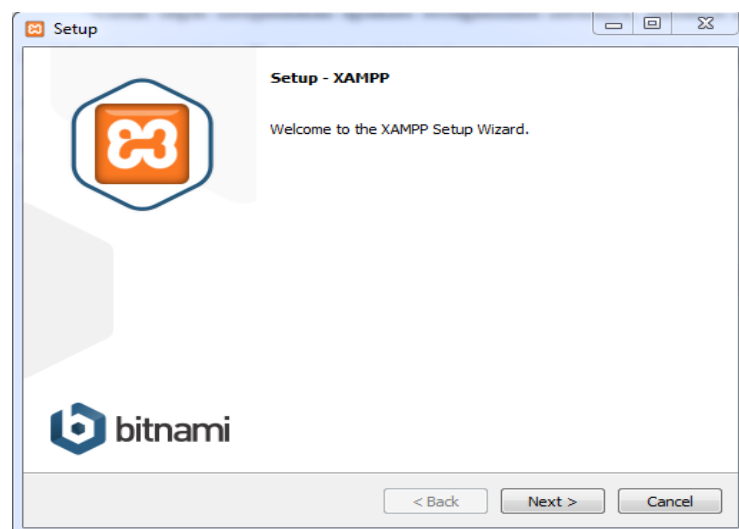 Setup
Setup - XAMPP
Welcome to the XAMPP Setup Wizard.
bitnami
< Back
Next >
Cancel